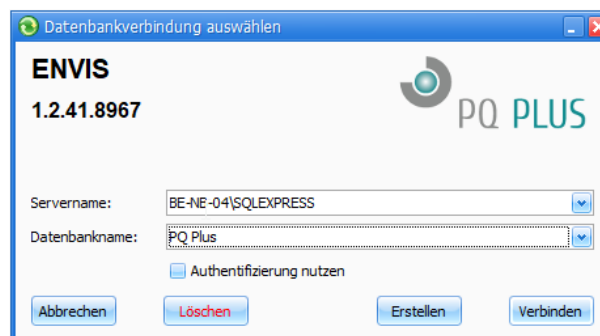 Datenbankverbindung auswählen
ENVIS
1.2.41.8967
PQ PLUS
Servername: BE-NE-04\SQLEXPRESS
Datenbankname: PQ Plus
Authentifizierung nutzen
Abbrechen Löschen Erstellen Verbinden